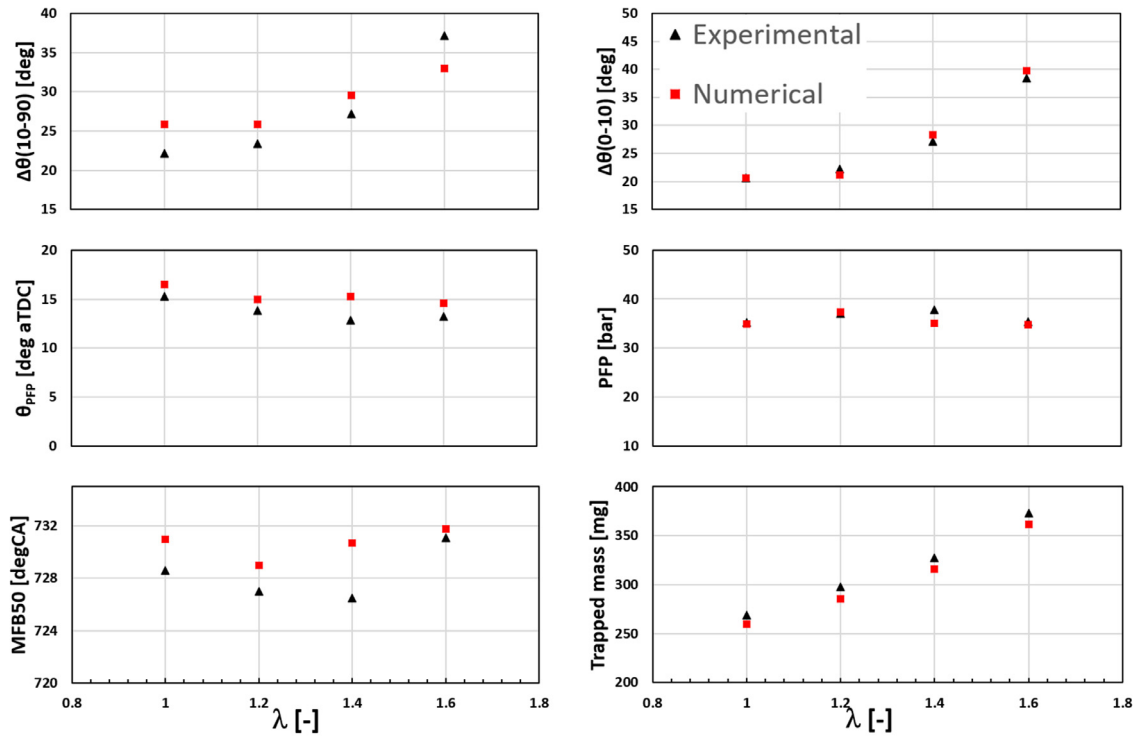 40
35
30
25
20
15
Δθ(10-90) [deg]
50
45
40
35
30
25
20
15
Δθ(0-10) [deg]
Experimental
Numerical
20
15
10
5
0
θPFP [deg aTDC]
50
40
30
20
10
PFP [bar]
732
728
724
720
MFB50 [degCA]
0.8 1 1.2 1.4 1.6 1.8
λ [-]
400
350
300
250
200
Trapped mass [mg]
0.8 1 1.2 1.4 1.6 1.8
λ [-]